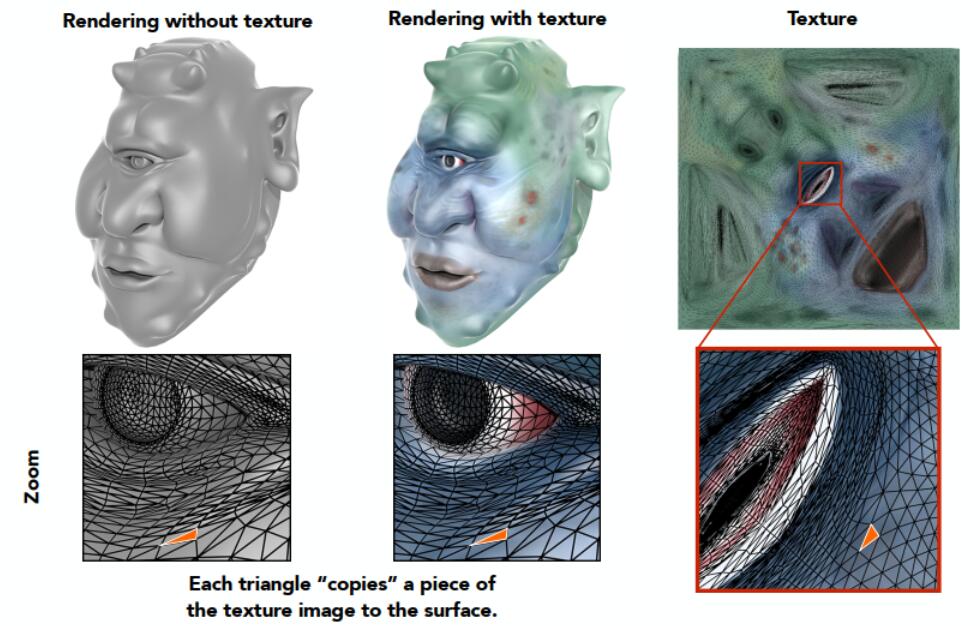 Rendering without texture
Rendering with texture
Texture
Zoom
Each triangle “copies” a piece of
the texture image to the surface.